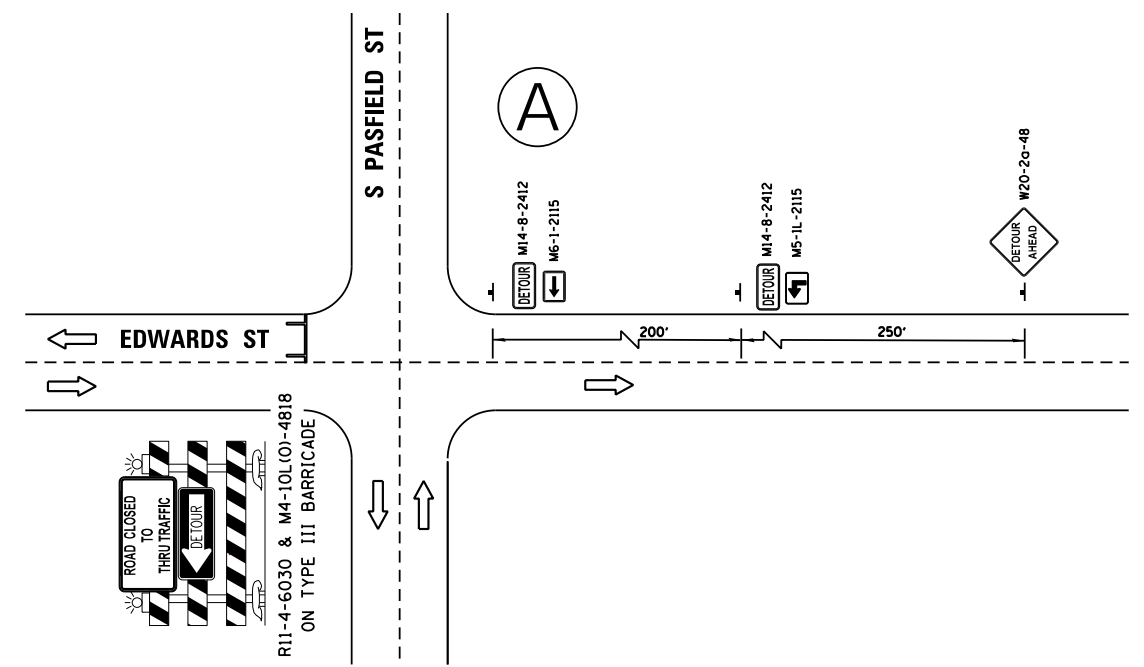 S PASFIELD ST
A
M14-8-2412
M6-1-2115
DETOUR
M14-8-2412
M5-1L-2115
DETOUR
W20-2a-48
DETOUR
AHEAD
EDWARDS ST
200'
250'
ROAD CLOSED
TO
THRU TRAFFIC
DETOUR
R11-4-6030 & M4-10L(O)-4818
ON TYPE III BARRICADE